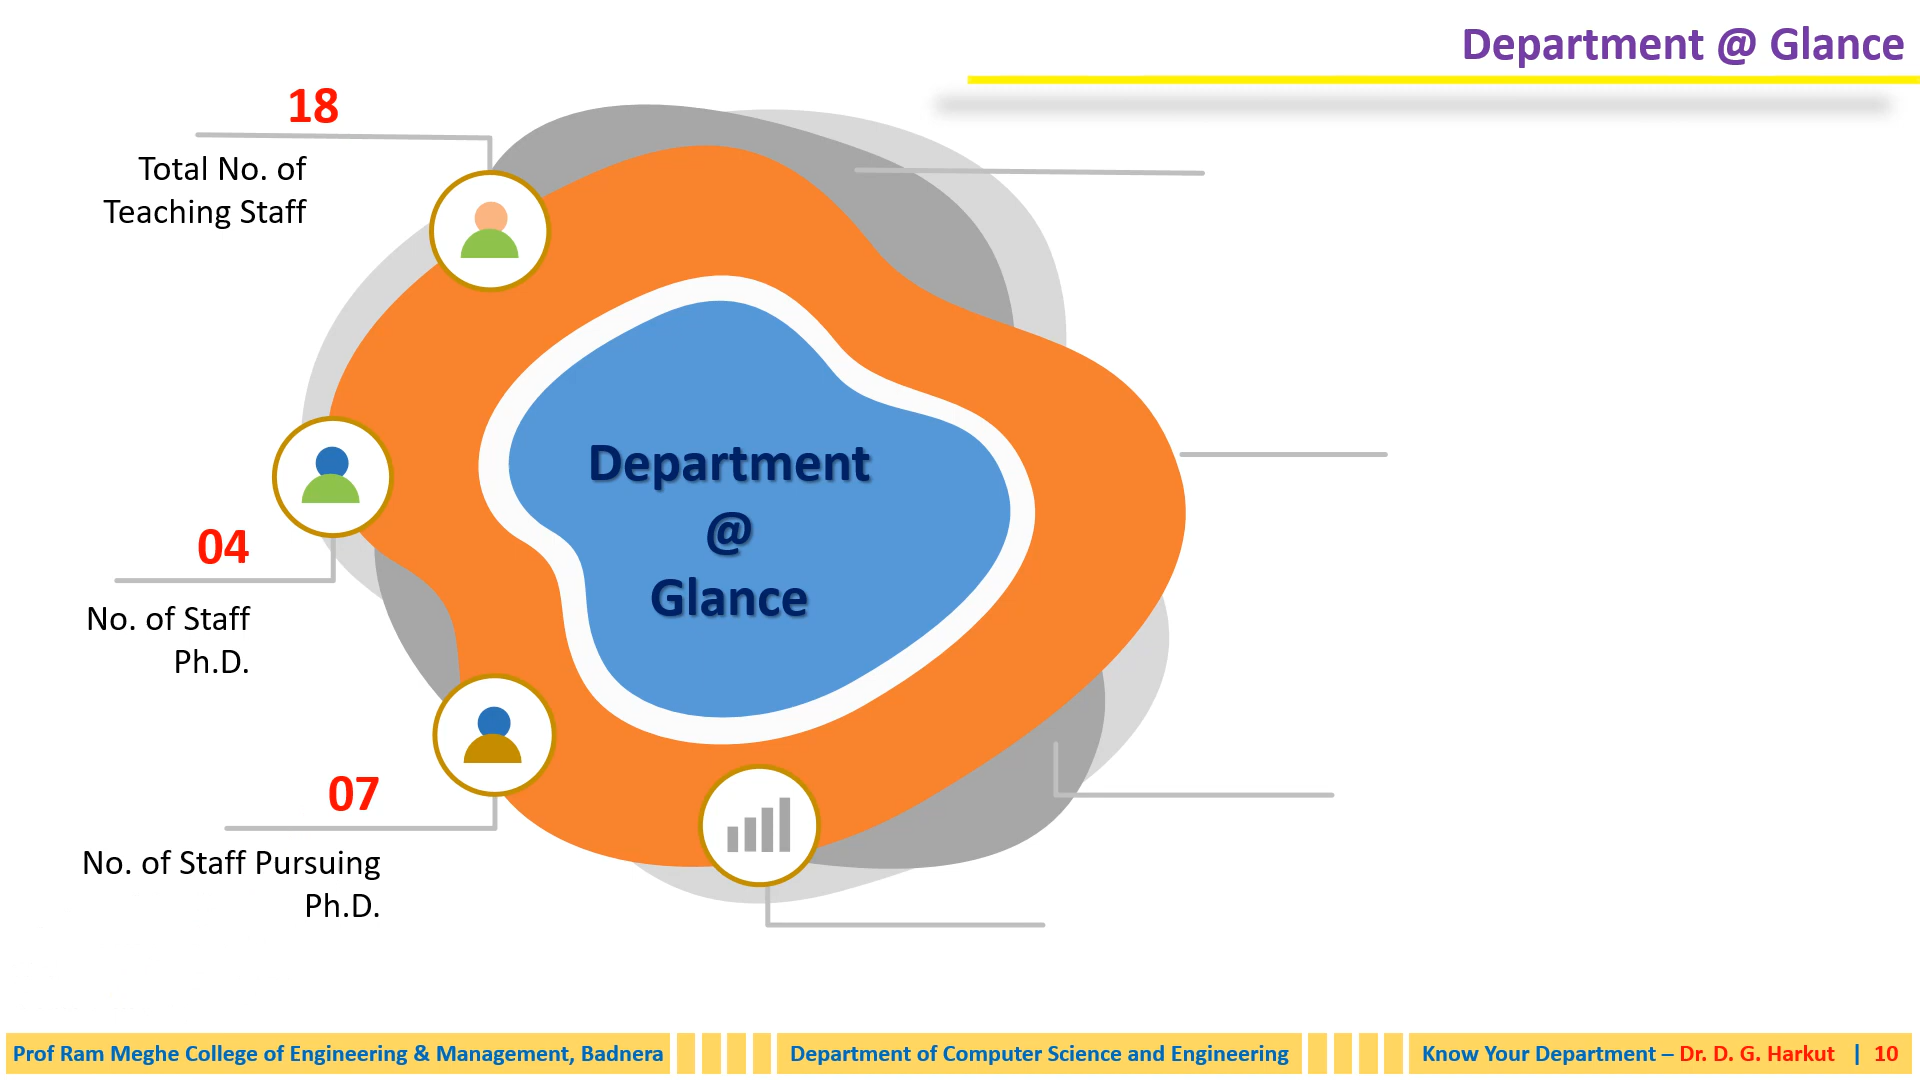 Department @ Glance
18
Total No. of
Teaching Staff
04
No. of Staff
Ph.D.
07
No. of Staff Pursuing
Ph.D.
Department
@
Glance
Prof Ram Meghe College of Engineering & Management, Badnera
Department of Computer Science and Engineering
Know Your Department – Dr. D. G. Harkut | 10